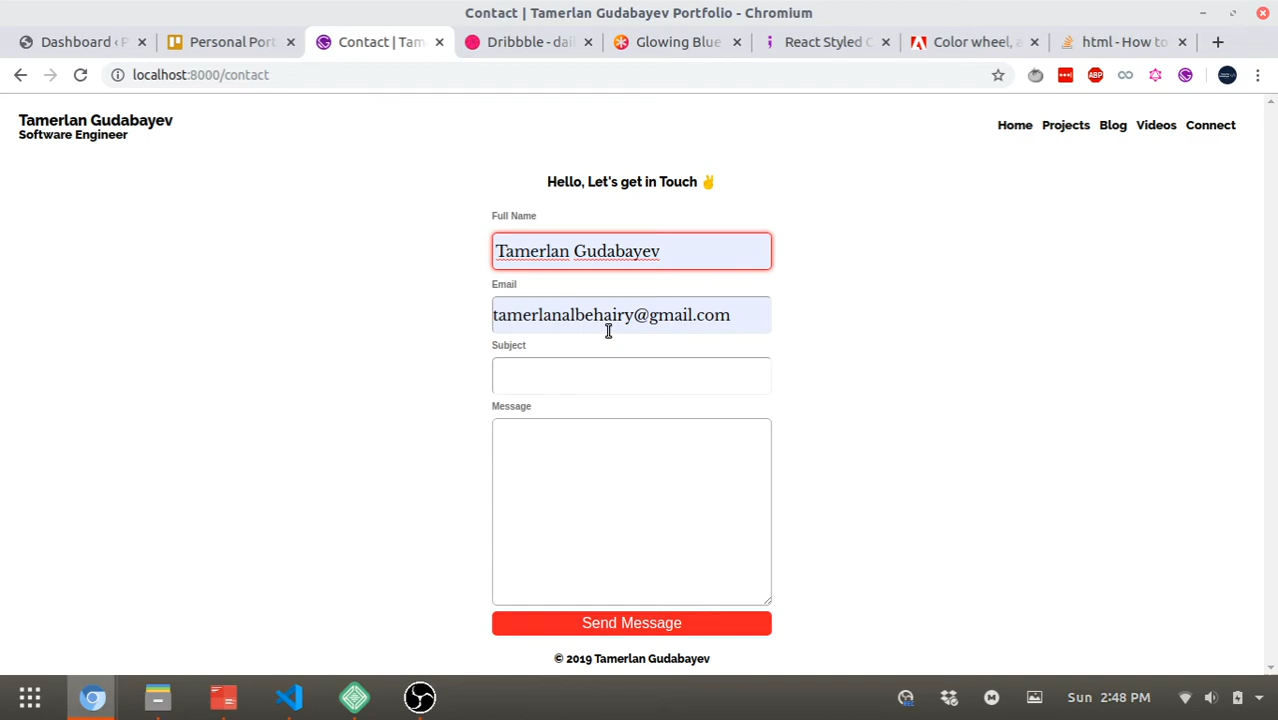 Contact | Tamerlan Gudabayev Portfolio - Chromium
Dashboard ‹ P
Personal Port
Contact | Tam
Dribbble - dai
Glowing Blue
React Styled C
Color wheel, a
html - How to
localhost:8000/contact
ABP
Tamerlan Gudabayev
Software Engineer
Home Projects Blog Videos Connect
Hello, Let's get in Touch ✌
Full Name
Tamerlan Gudabayev
Email
tamerlanalbehairy@gmail.com
Subject
Message
Send Message
© 2019 Tamerlan Gudabayev
Sun 2:48 PM